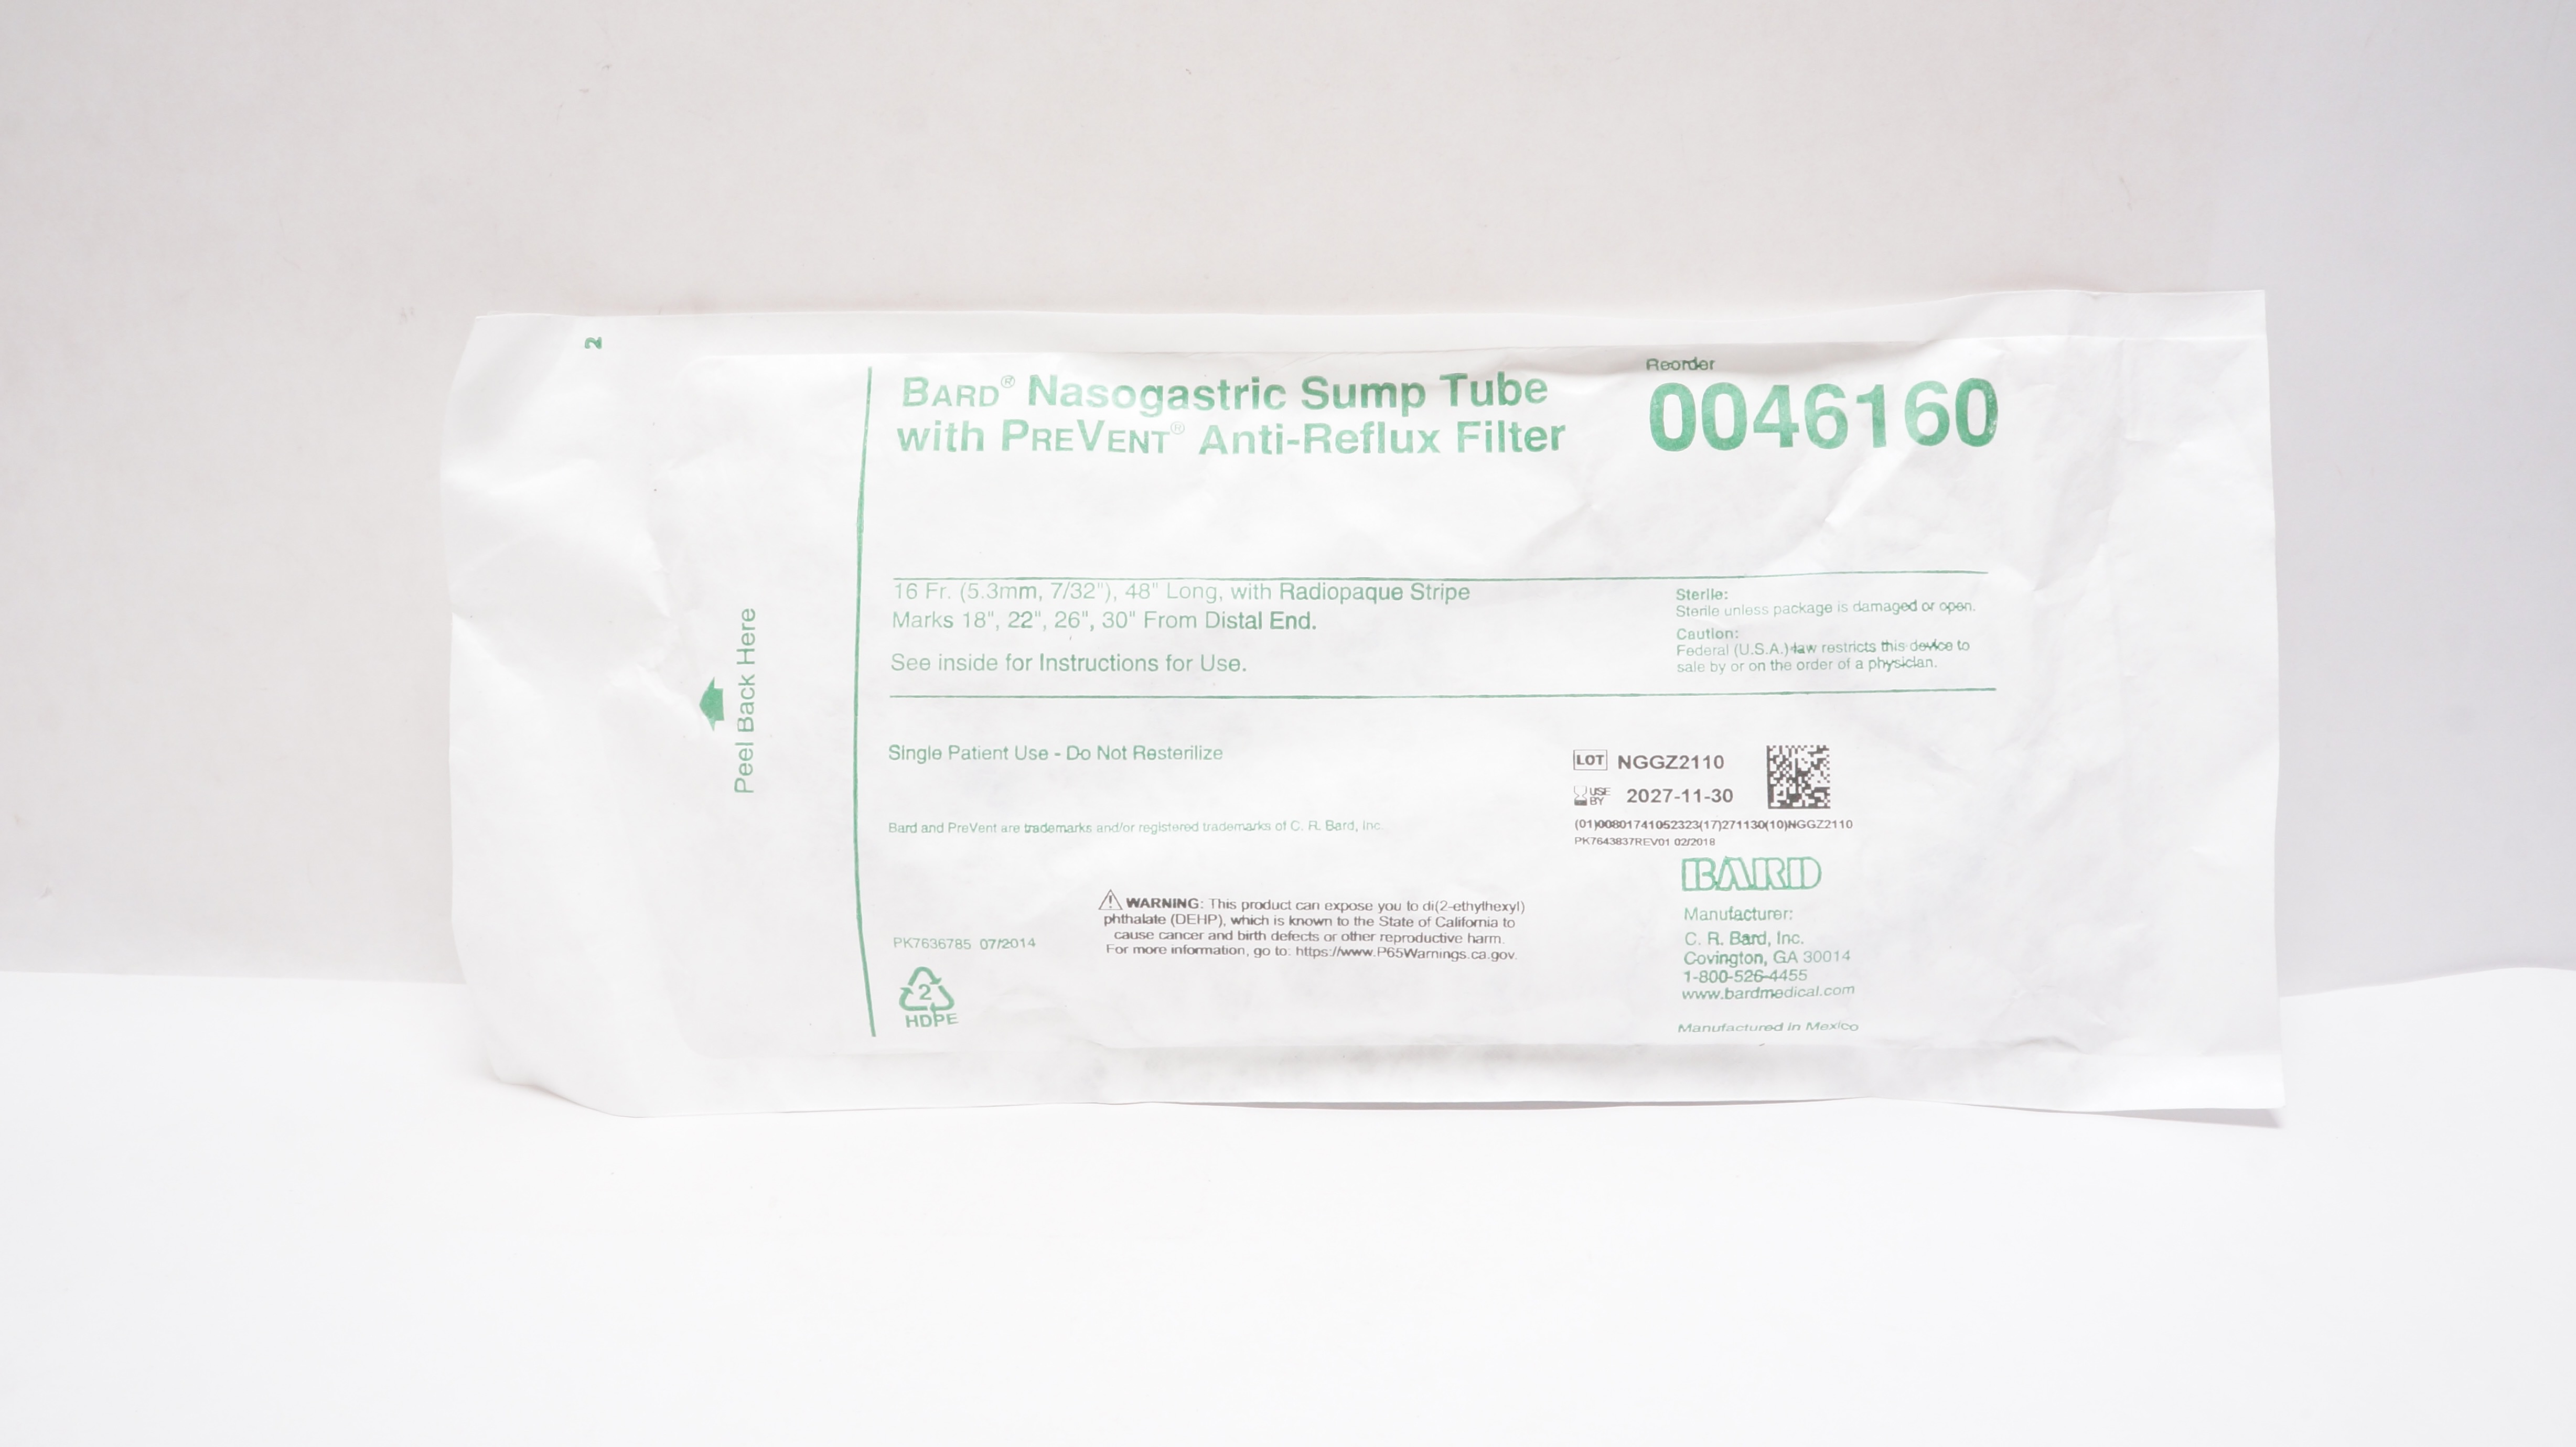 2
Peel Back Here
BARD® Nasogastric Sump Tube
with PREVENT® Anti-Reflux Filter
Reorder
0046160
16 Fr. (5.3mm, 7/32"), 48" Long, with Radiopaque Stripe
Marks 18", 22", 26", 30" From Distal End.
See inside for Instructions for Use.
Sterile:
Sterile unless package is damaged or open.
Caution:
Federal (U.S.A.) law restricts this device to
sale by or on the order of a physician.
Single Patient Use - Do Not Resterilize
LOT NGGZ2110
USE BY 2027-11-30
(01)00801741052323(17)271130(10)NGGZ2110
PK7643837REV01 02/2018
Bard and PreVent are trademarks and/or registered trademarks of C. R. Bard, Inc.
WARNING: This product can expose you to di(2-ethylhexyl)
phthalate (DEHP), which is known to the State of California to
cause cancer and birth defects or other reproductive harm.
For more information, go to: https://www.P65Warnings.ca.gov.
PK7636785 07/2014
2
HDPE
BARD
Manufacturer:
C. R. Bard, Inc.
Covington, GA 30014
1-800-526-4455
www.bardmedical.com
Manufactured in Mexico